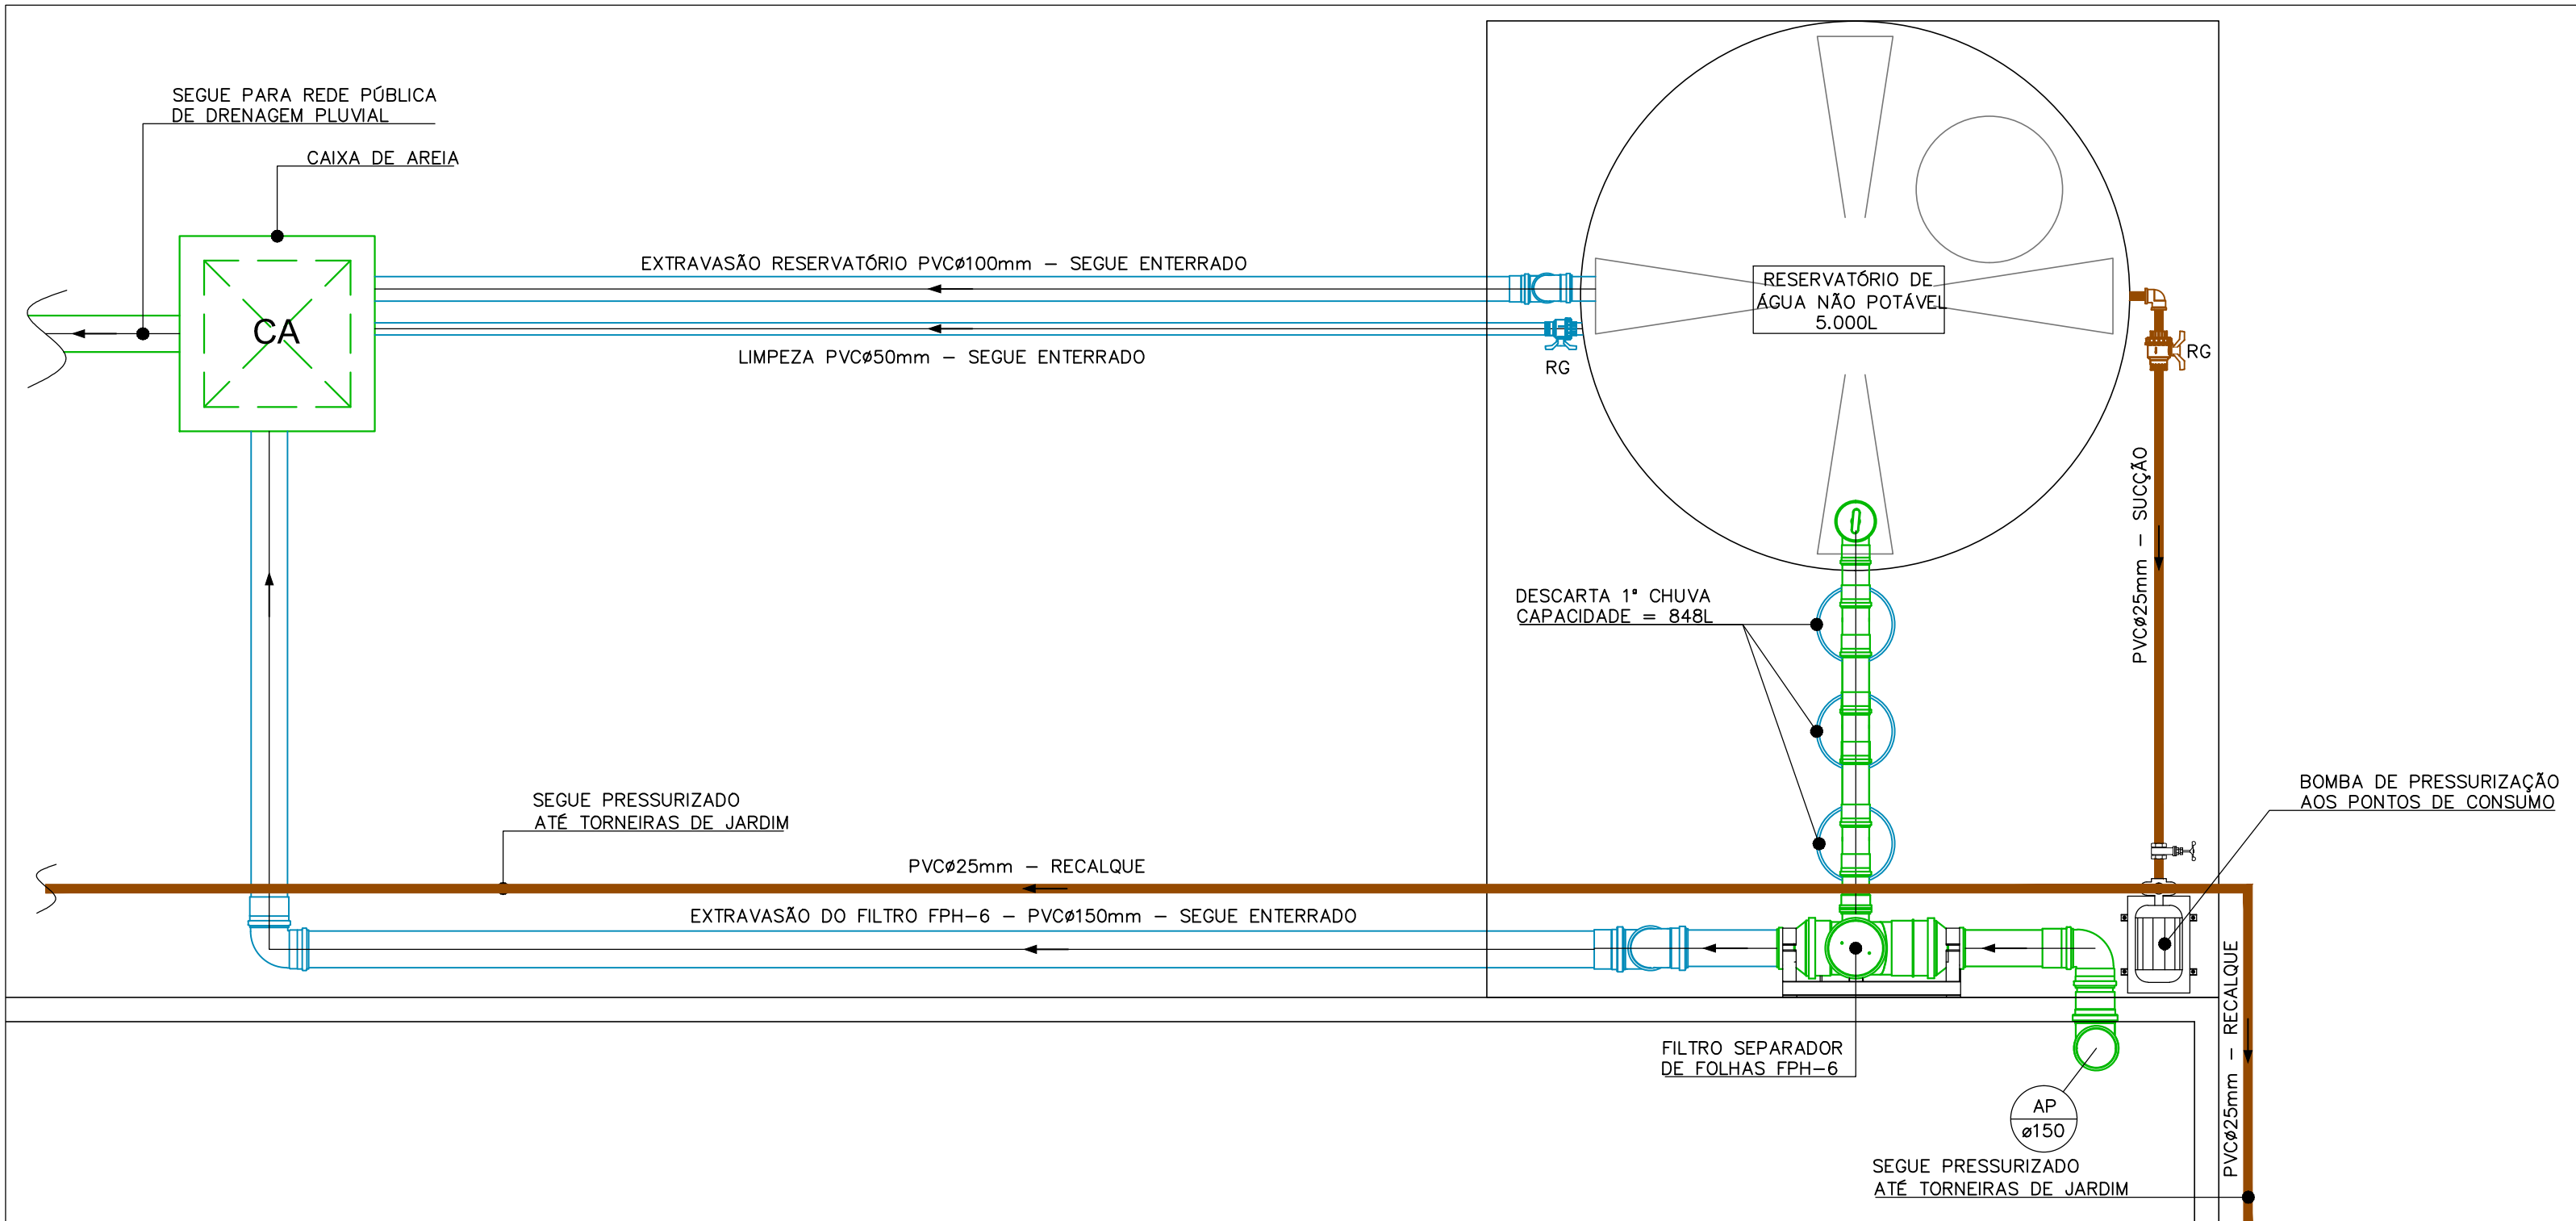 SEGUE PARA REDE PÚBLICA
DE DRENAGEM PLUVIAL
CAIXA DE AREIA
CA
EXTRAVASÃO RESERVATÓRIO PVCø100mm – SEGUE ENTERRADO
LIMPEZA PVCø50mm – SEGUE ENTERRADO
RG
RESERVATÓRIO DE
ÁGUA NÃO POTÁVEL
5.000L
RG
PVCø25mm – SUCÇÃO
DESCARTA 1ª CHUVA
CAPACIDADE = 848L
BOMBA DE PRESSURIZAÇÃO
AOS PONTOS DE CONSUMO
SEGUE PRESSURIZADO
ATÉ TORNEIRAS DE JARDIM
PVCø25mm – RECALQUE
EXTRAVASÃO DO FILTRO FPH–6 – PVCø150mm – SEGUE ENTERRADO
FILTRO SEPARADOR
DE FOLHAS FPH–6
AP
ø150
PVCø25mm – RECALQUE
SEGUE PRESSURIZADO
ATÉ TORNEIRAS DE JARDIM